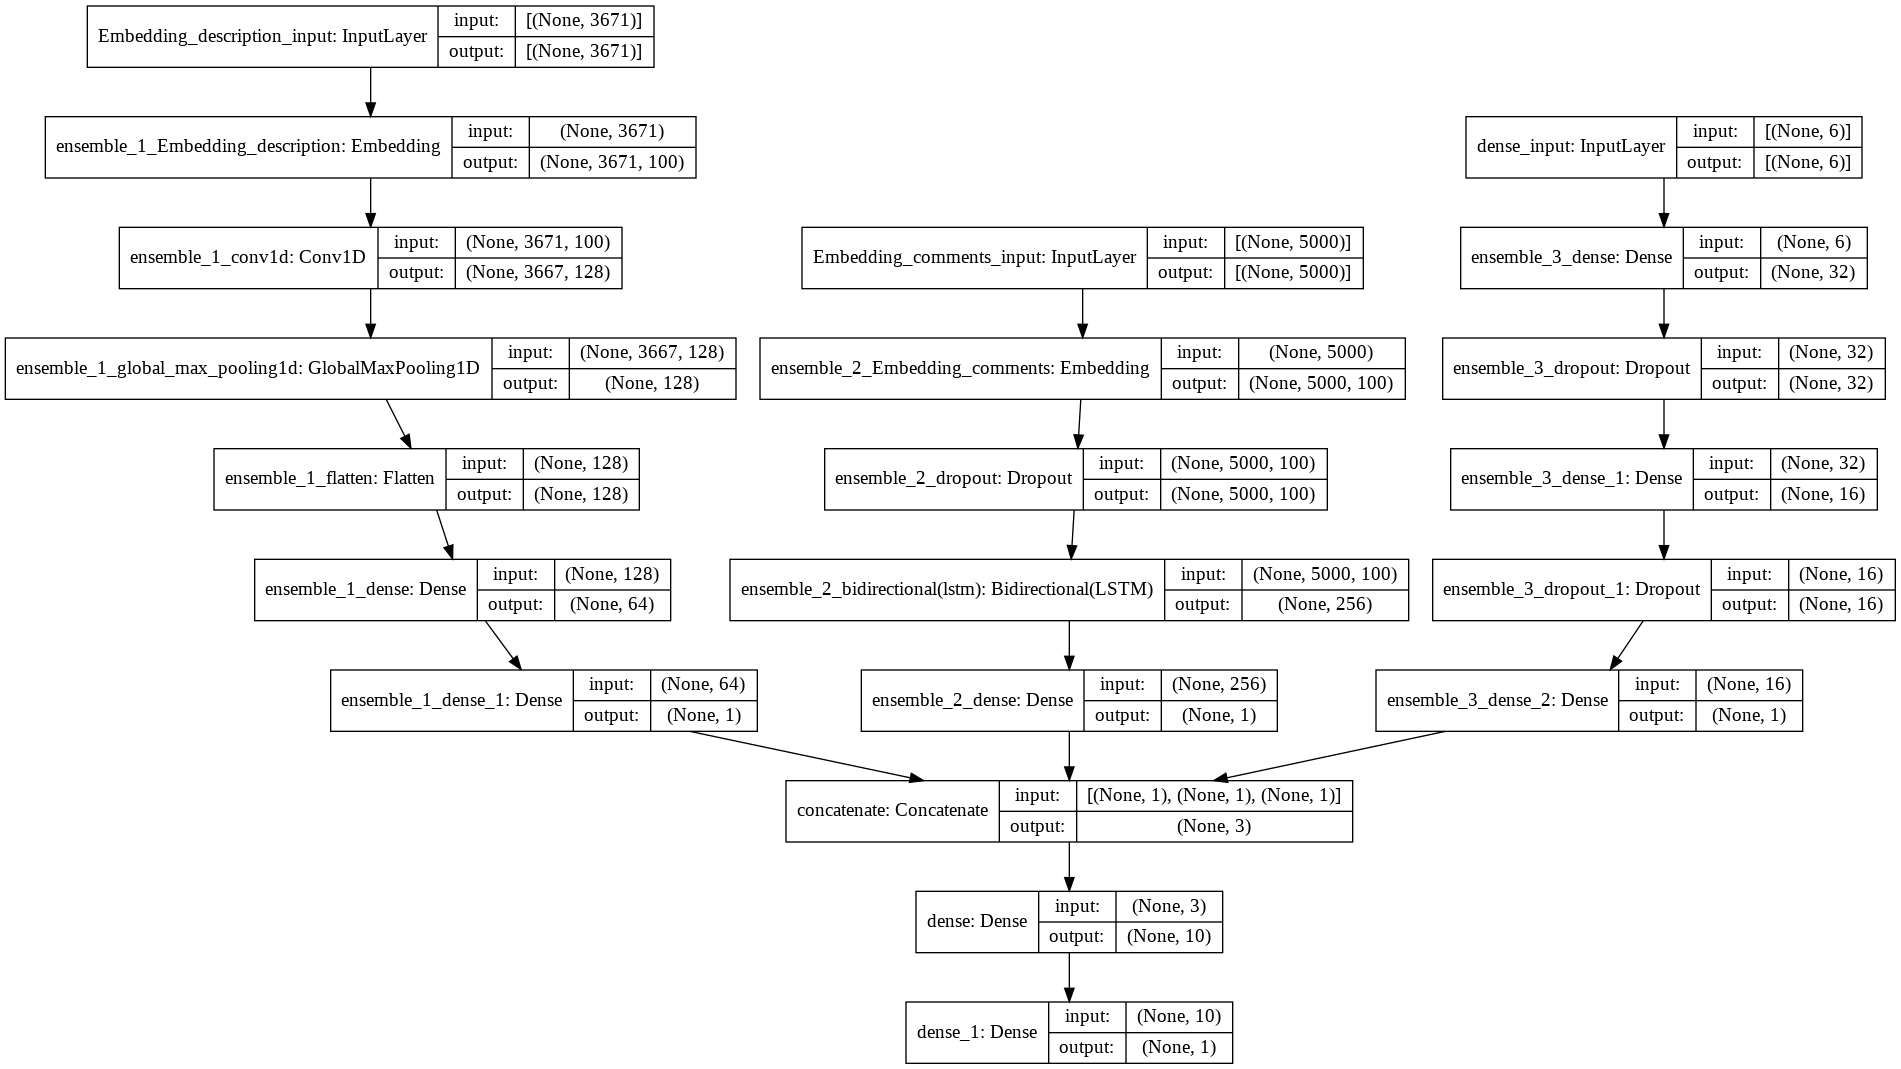 Embedding_description_input: InputLayer
input: [(None, 3671)]
output: [(None, 3671)]
ensemble_1_Embedding_description: Embedding
input: (None, 3671)
output: (None, 3671, 100)
dense_input: InputLayer
input: [(None, 6)]
output: [(None, 6)]
ensemble_1_conv1d: Conv1D
input: (None, 3671, 100)
output: (None, 3667, 128)
Embedding_comments_input: InputLayer
input: [(None, 5000)]
output: [(None, 5000)]
ensemble_3_dense: Dense
input: (None, 6)
output: (None, 32)
ensemble_1_global_max_pooling1d: GlobalMaxPooling1D
input: (None, 3667, 128)
output: (None, 128)
ensemble_2_Embedding_comments: Embedding
input: (None, 5000)
output: (None, 5000, 100)
ensemble_3_dropout: Dropout
input: (None, 32)
output: (None, 32)
ensemble_1_flatten: Flatten
input: (None, 128)
output: (None, 128)
ensemble_2_dropout: Dropout
input: (None, 5000, 100)
output: (None, 5000, 100)
ensemble_3_dense_1: Dense
input: (None, 32)
output: (None, 16)
ensemble_1_dense: Dense
input: (None, 128)
output: (None, 64)
ensemble_2_bidirectional(lstm): Bidirectional(LSTM)
input: (None, 5000, 100)
output: (None, 256)
ensemble_3_dropout_1: Dropout
input: (None, 16)
output: (None, 16)
ensemble_1_dense_1: Dense
input: (None, 64)
output: (None, 1)
ensemble_2_dense: Dense
input: (None, 256)
output: (None, 1)
ensemble_3_dense_2: Dense
input: (None, 16)
output: (None, 1)
concatenate: Concatenate
input: [(None, 1), (None, 1), (None, 1)]
output: (None, 3)
dense: Dense
input: (None, 3)
output: (None, 10)
dense_1: Dense
input: (None, 10)
output: (None, 1)